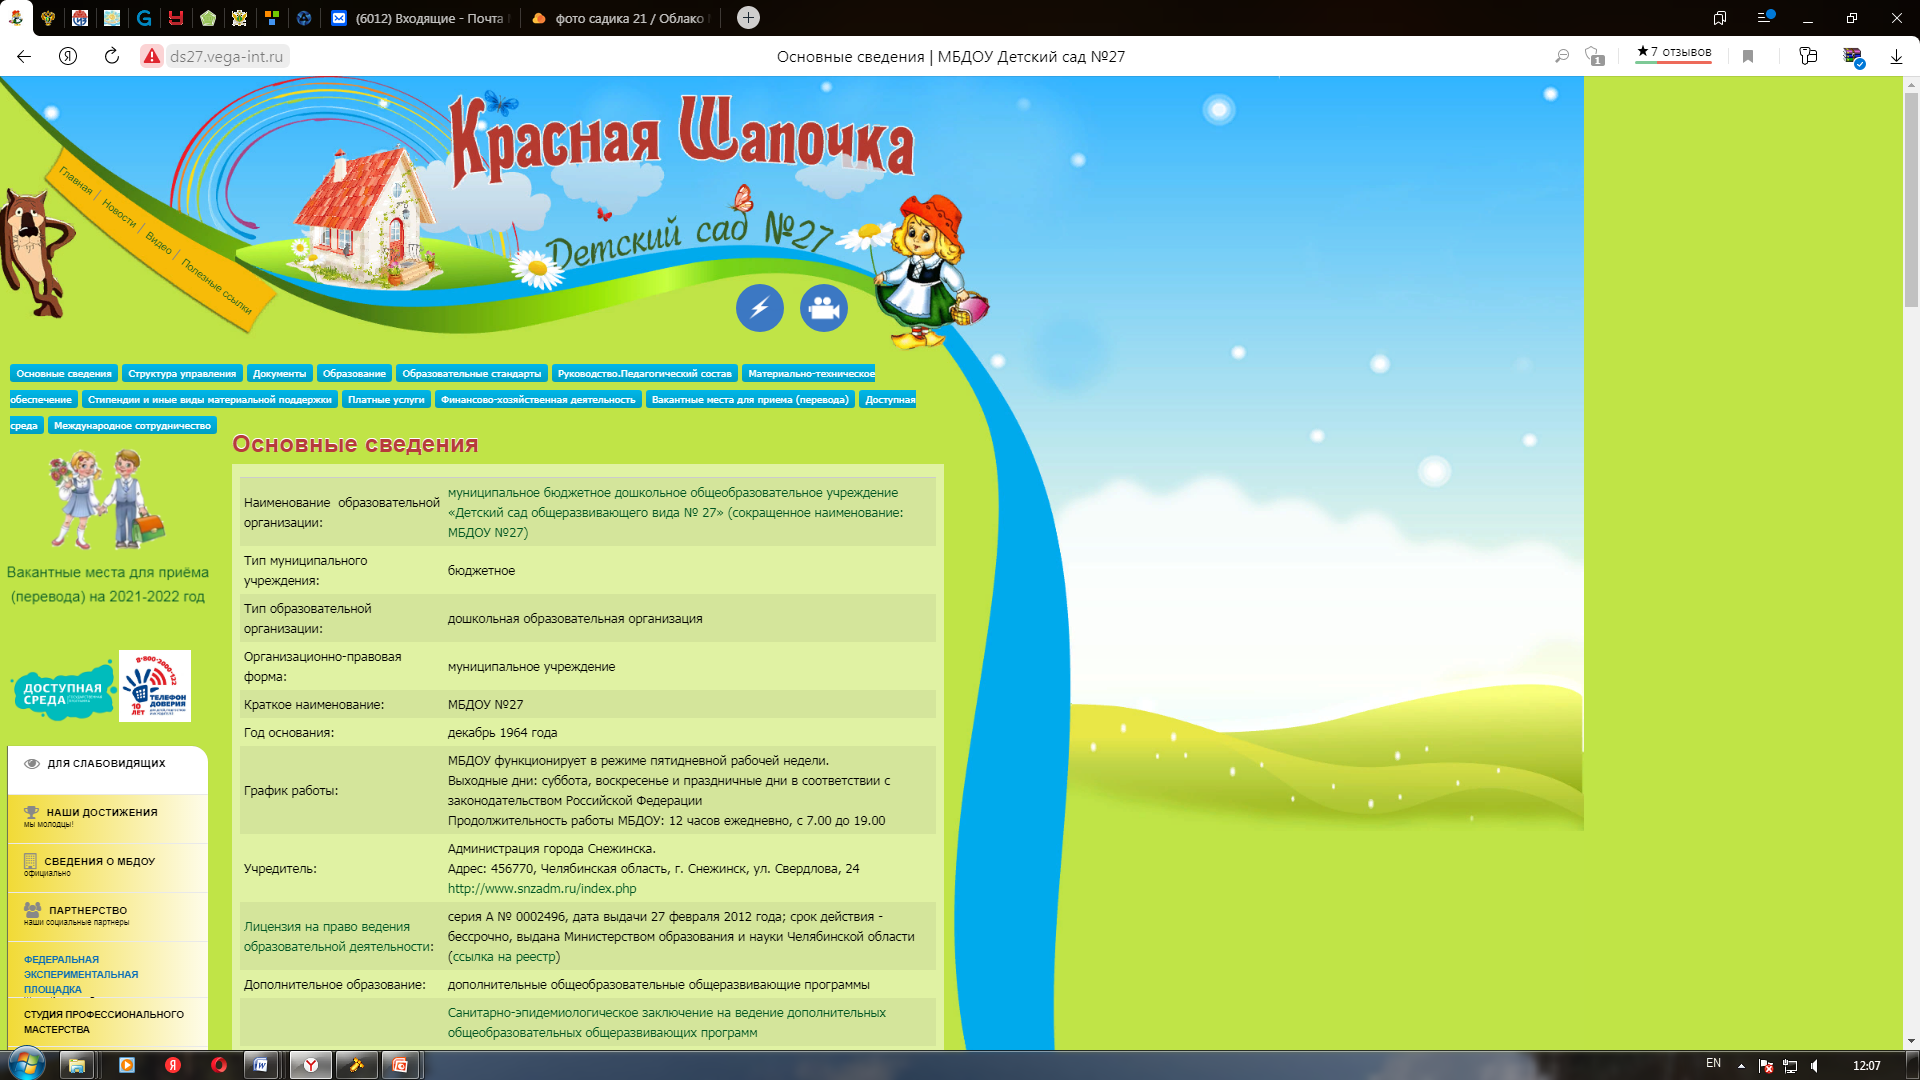 (6012) Входящие - Почта
фото садика 21 / Облако
ds27.vega-int.ru
Основные сведения | МБДОУ Детский сад №27
1
★7 отзывов
Красная Шапочка
Детский сад №27
Главная | Новости | Видео | Полезные ссылки
Основные сведения Структура управления Документы Образование Образовательные стандарты Руководство.Педагогический состав Материально-техническое
обеспечение Стипендии и иные виды материальной поддержки Платные услуги Финансово-хозяйственная деятельность Вакантные места для приема (перевода) Доступная
среда Международное сотрудничество
Вакантные места для приёма
(перевода) на 2021-2022 год
ДОСТУПНАЯ
СРЕДА
8-800-2000-122
ТЕЛЕФОН
ДОВЕРИЯ
10
ЛЕТ
ДЛЯ СЛАБОВИДЯЩИХ
НАШИ ДОСТИЖЕНИЯ
мы молодцы!
СВЕДЕНИЯ О МБДОУ
официально
ПАРТНЕРСТВО
наши социальные партнеры
ФЕДЕРАЛЬНАЯ
ЭКСПЕРИМЕНТАЛЬНАЯ
ПЛОЩАДКА
СТУДИЯ ПРОФЕССИОНАЛЬНОГО
МАСТЕРСТВА
Основные сведения
Наименование образовательной
организации:
муниципальное бюджетное дошкольное общеобразовательное учреждение
«Детский сад общеразвивающего вида № 27» (сокращенное наименование:
МБДОУ №27)
Тип муниципального
учреждения:
бюджетное
Тип образовательной
организации:
дошкольная образовательная организация
Организационно-правовая
форма:
муниципальное учреждение
Краткое наименование:
МБДОУ №27
Год основания:
декабрь 1964 года
График работы:
МБДОУ функционирует в режиме пятидневной рабочей недели.
Выходные дни: суббота, воскресенье и праздничные дни в соответствии с
законодательством Российской Федерации
Продолжительность работы МБДОУ: 12 часов ежедневно, с 7.00 до 19.00
Учредитель:
Администрация города Снежинска.
Адрес: 456770, Челябинская область, г. Снежинск, ул. Свердлова, 24
http://www.snzadm.ru/index.php
Лицензия на право ведения
образовательной деятельности:
серия А № 0002496, дата выдачи 27 февраля 2012 года; срок действия -
бессрочно, выдана Министерством образования и науки Челябинской области
(ссылка на реестр)
Дополнительное образование:
дополнительные общеобразовательные общеразвивающие программы
Санитарно-эпидемиологическое заключение на ведение дополнительных
общеобразовательных общеразвивающих программ
EN
12:07